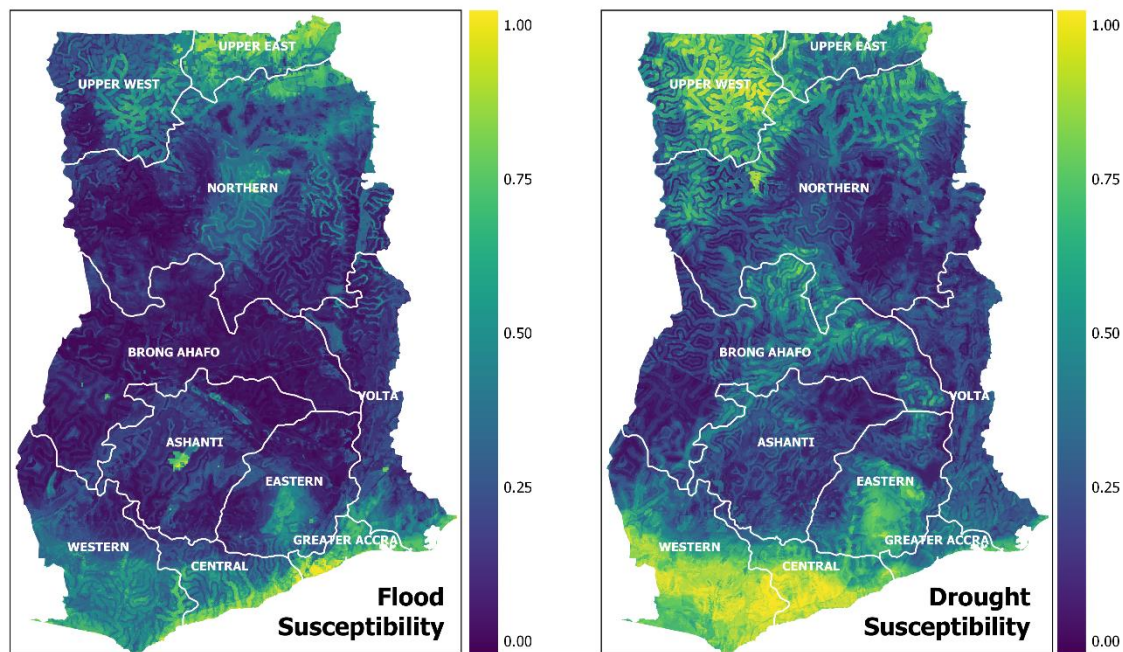 1.00
UPPER EAST
UPPER WEST
0.75
NORTHERN
0.50
BRONG AHAFO
VOLTA
ASHANTI
0.25
EASTERN
WESTERN
GREATER ACCRA
CENTRAL
Flood
Susceptibility
0.00
1.00
UPPER EAST
UPPER WEST
0.75
NORTHERN
0.50
BRONG AHAFO
VOLTA
ASHANTI
0.25
EASTERN
WESTERN
GREATER ACCRA
CENTRAL
Drought
Susceptibility
0.00